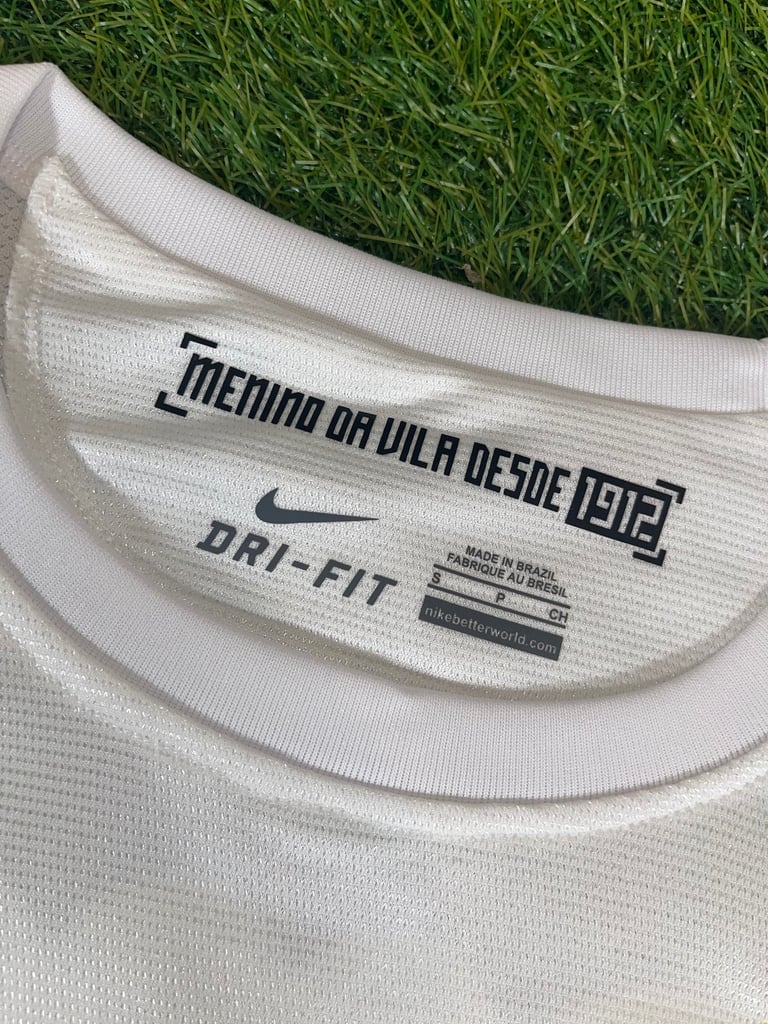 MENINO DA VILA DESDE 1912
DRI-FIT
MADE IN BRAZIL
FABRIQUE AU BRESIL
S P CH
nikebetterworld.com